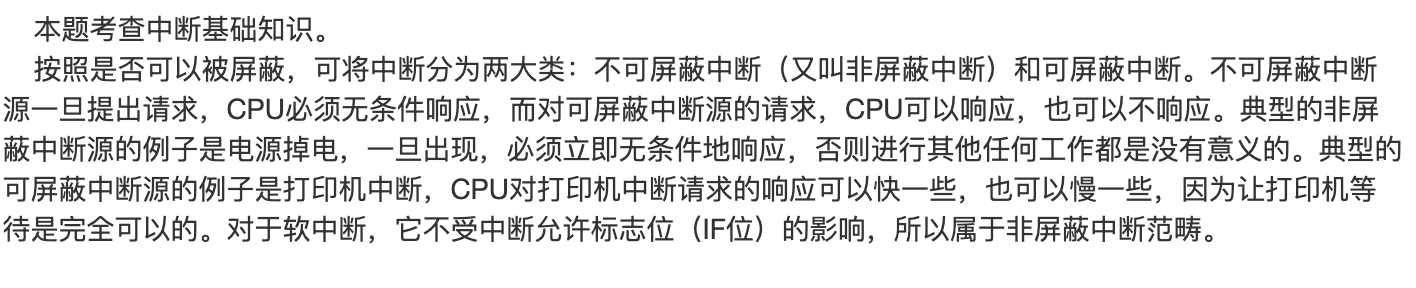 本题考查中断基础知识。
按照是否可以被屏蔽，可将中断分为两大类：不可屏蔽中断（又叫非屏蔽中断）和可屏蔽中断。不可屏蔽中断
源一旦提出请求，CPU必须无条件响应，而对可屏蔽中断源的请求，CPU可以响应，也可以不响应。典型的非屏
蔽中断源的例子是电源掉电，一旦出现，必须立即无条件地响应，否则进行其他任何工作都是没有意义的。典型的
可屏蔽中断源的例子是打印机中断，CPU对打印机中断请求的响应可以快一些，也可以慢一些，因为让打印机等
待是完全可以的。对于软中断，它不受中断允许标志位（IF位）的影响，所以属于非屏蔽中断范畴。